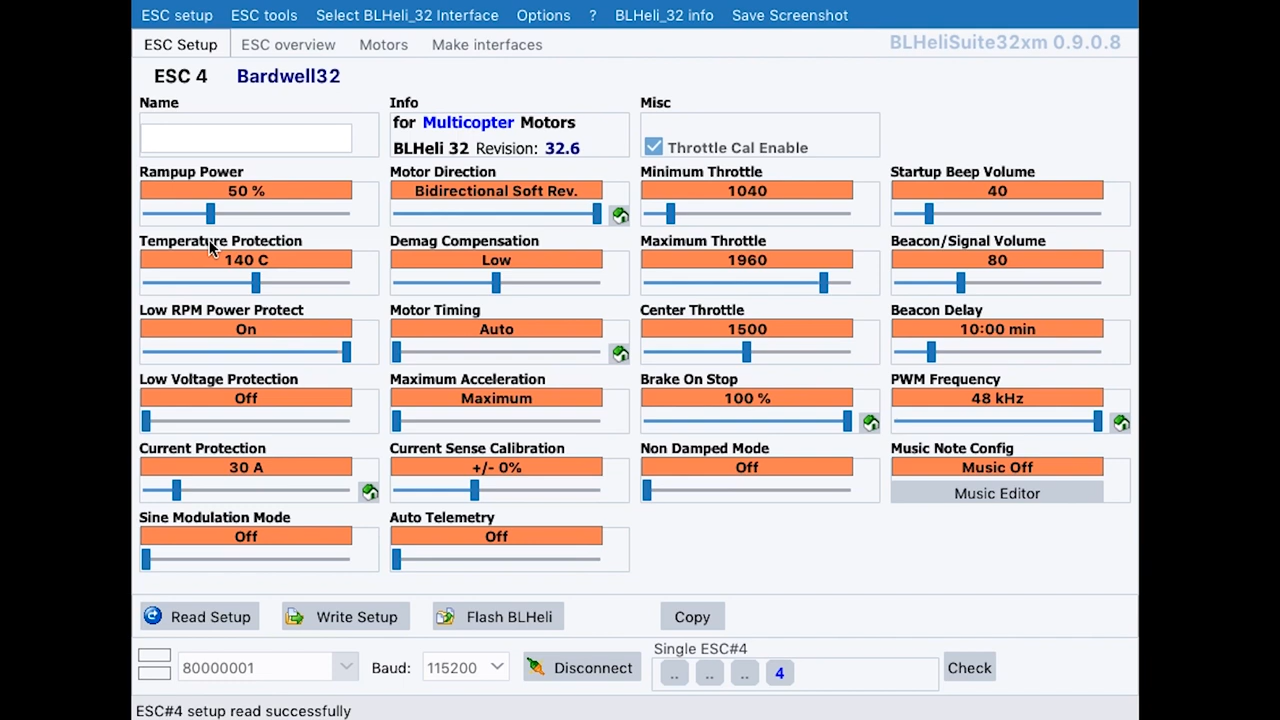 ESC setup ESC tools Select BLHeli_32 Interface Options ? BLHeli_32 info Save Screenshot
ESC Setup ESC overview Motors Make interfaces BLHeliSuite32xm 0.9.0.8
ESC 4 Bardwell32
Name Info Misc
for Multicopter Motors
BLHeli 32 Revision: 32.6 Throttle Cal Enable
Rampup Power Motor Direction Minimum Throttle Startup Beep Volume
50 % Bidirectional Soft Rev. 1040 40
Temperature Protection Demag Compensation Maximum Throttle Beacon/Signal Volume
140 C Low 1960 80
Low RPM Power Protect Motor Timing Center Throttle Beacon Delay
On Auto 1500 10:00 min
Low Voltage Protection Maximum Acceleration Brake On Stop PWM Frequency
Off Maximum 100 % 48 kHz
Current Protection Current Sense Calibration Non Damped Mode Music Note Config
30 A +/- 0% Off Music Off
Music Editor
Sine Modulation Mode Auto Telemetry
Off Off
Read Setup Write Setup Flash BLHeli Copy
Single ESC#4
80000001 Baud: 115200 Disconnect .. .. .. 4 Check
ESC#4 setup read successfully